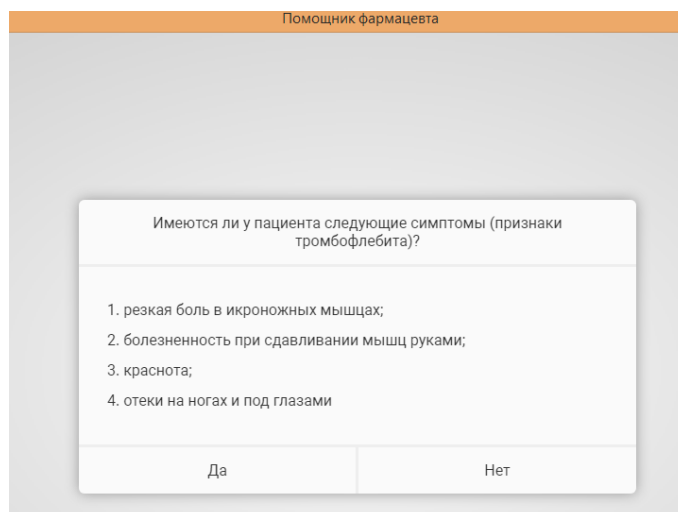 Помощник фармацевта
Имеются ли у пациента следующие симптомы (признаки
тромбофлебита)?
1. резкая боль в икроножных мышцах;
2. болезненность при сдавливании мышц руками;
3. краснота;
4. отеки на ногах и под глазами
Да
Нет